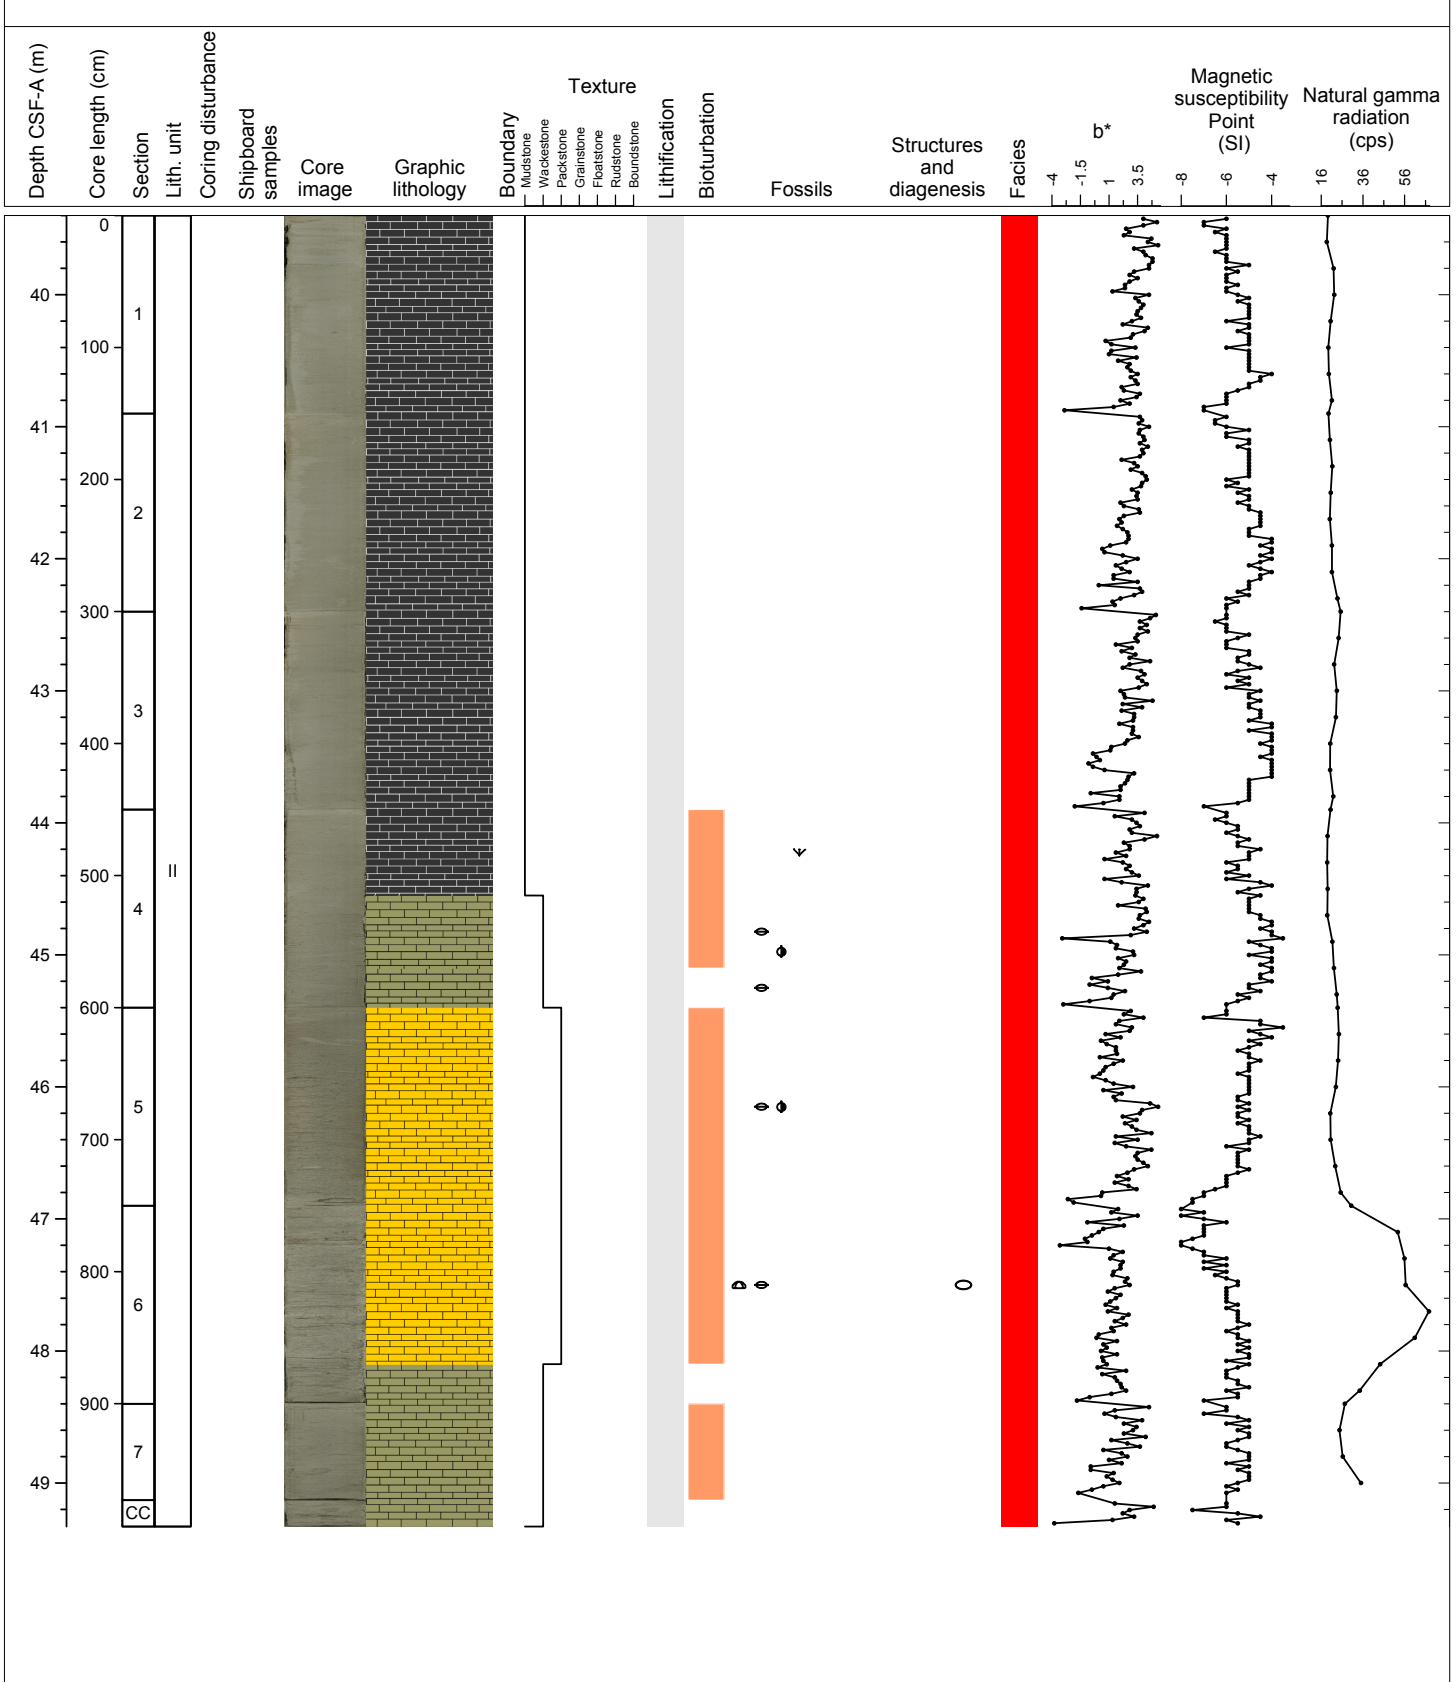 Depth CSF-A (m)
Core length (cm)
Section
Lith. unit
Coring disturbance
Shipboard
samples
Core
image
Graphic
lithology
Boundary
Texture
Mudstone
Wackestone
Packstone
Grainstone
Floatstone
Rudstone
Boundstone
Lithification
Bioturbation
Fossils
Structures
and
diagenesis
Facies
b*
-4
-1.5
1
3.5
Magnetic
susceptibility
Point
(SI)
-8
-6
-4
Natural gamma
radiation
(cps)
16
36
56
0
40
1
100
41
200
2
42
300
43
3
400
44
II
500
4
45
600
46
5
700
47
800
6
48
900
7
49
CC